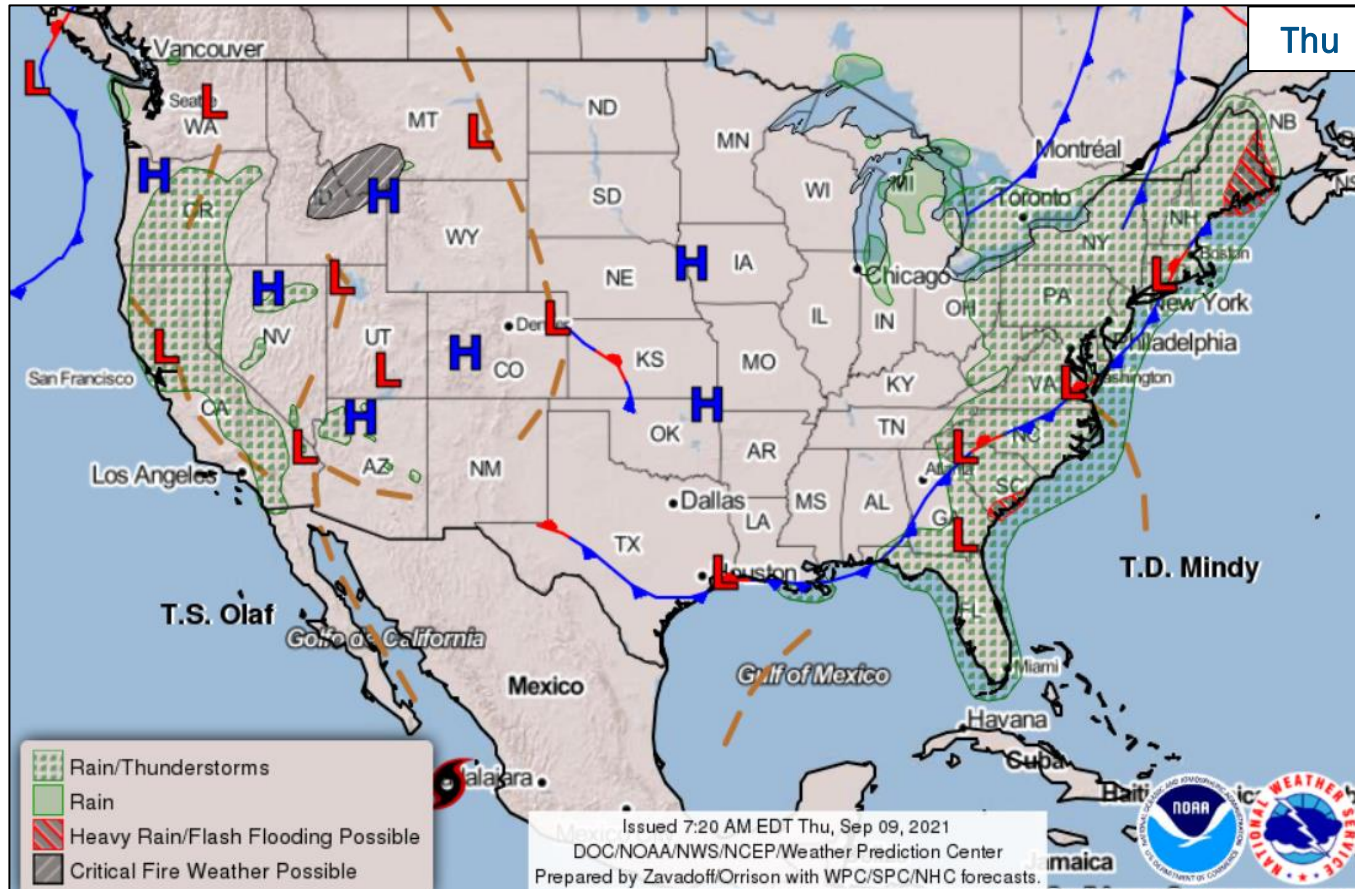 Thu
Vancouver
Seattle
WA
MT
ND
MN
Montréal
NB
OR
ID
SD
WI
MI
Toronto
NH
WY
NY
Boston
IA
Chicago
NE
PA
New York
OH
NV
UT
Denver
IL
IN
Philadelphia
San Francisco
CO
KS
MO
KY
VA
Washington
CA
OK
TN
NC
Los Angeles
AZ
NM
AR
Atlanta
SC
Dallas
MS
AL
GA
LA
TX
Houston
T.D. Mindy
T.S. Olaf
FL
Golfo de California
Gulf of Mexico
Miami
Mexico
Havana
Cuba
Rain/Thunderstorms
Rain
Heavy Rain/Flash Flooding Possible
Critical Fire Weather Possible
Issued 7:20 AM EDT Thu, Sep 09, 2021
DOC/NOAA/NWS/NCEP/Weather Prediction Center
Prepared by Zavadoff/Orrison with WPC/SPC/NHC forecasts.
Jamaica
NOAA
NATIONAL WEATHER SERVICE